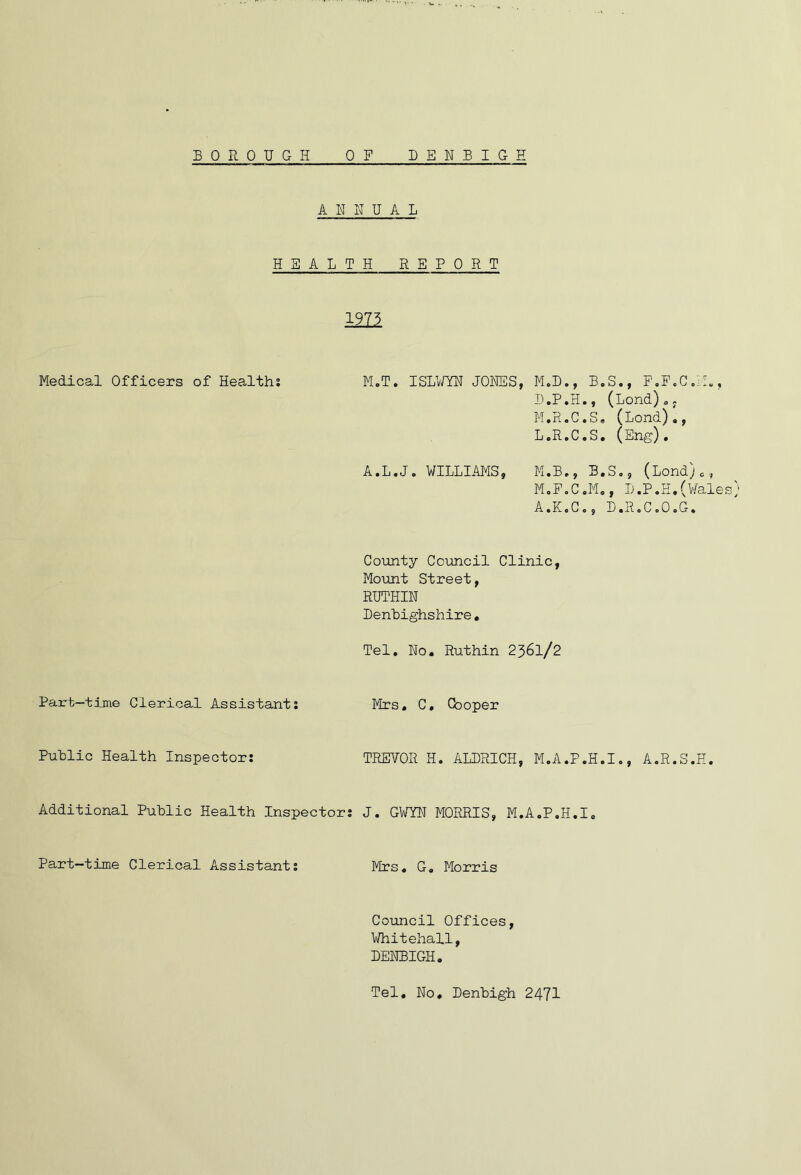 BOROUGH OF DENBIGH
ANNUAL
HEALTH REPORT
1973
Medical Officers of Health: M.T. ISLWYN JONES, M.D., B.S., F.F.C.M.,
D.P.H., (Lond).,
M.R.C.S. (Lond).,
L.R.C.S. (Eng).
A.L.J. WILLIAMS, M.B., B.S., (Lond).,
M.F.C.M., D.P.H.(Wales)
A.K.C., D.R.C.O.G.
County Council Clinic,
Mount Street,
RUTHIN
Denbighshire.
Tel. No. Ruthin 2361/2
Part-time Clerical Assistant: Mrs. C. Cooper
Public Health Inspector: TREVOR H. ALDRICH, M.A.P.H.I., A.R.S.H.
Additional Public Health Inspector: J. GWYN MORRIS, M.A.P.H.I.
Part-time Clerical Assistant: Mrs. G. Morris
Council Offices,
Whitehall,
DENBIGH.
Tel. No. Denbigh 2471